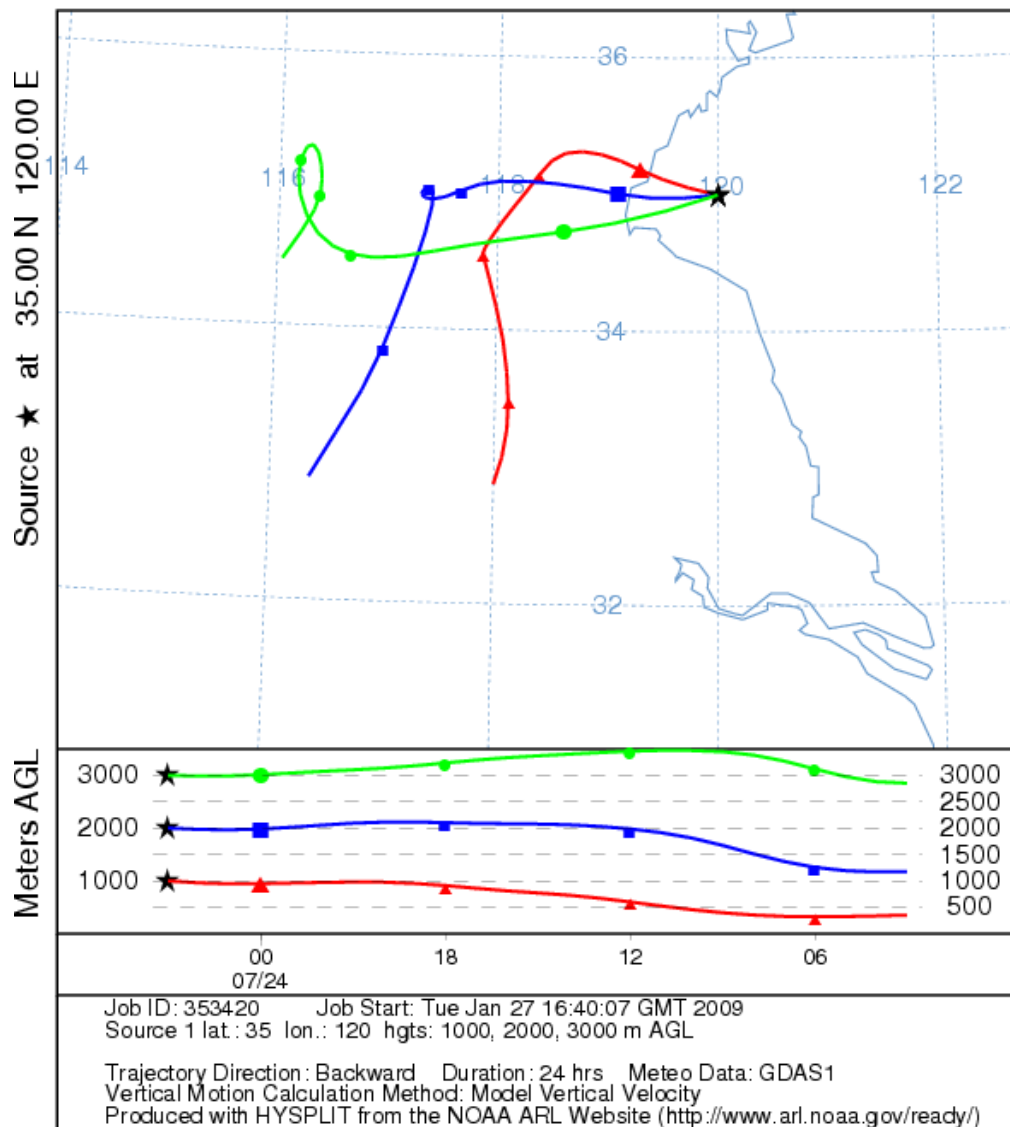 Source ★ at 35.00 N 120.00 E
36
114
116
118
120
122
34
32
Meters AGL
3000
2000
1000
3000
2500
2000
1500
1000
500
00 18 12 06
07/24
Job ID: 353420 Job Start: Tue Jan 27 16:40:07 GMT 2009
Source 1 lat.: 35 lon.: 120 hgts: 1000, 2000, 3000 m AGL
Trajectory Direction: Backward Duration: 24 hrs Meteo Data: GDAS1
Vertical Motion Calculation Method: Model Vertical Velocity
Produced with HYSPLIT from the NOAA ARL Website (http://www.arl.noaa.gov/ready/)